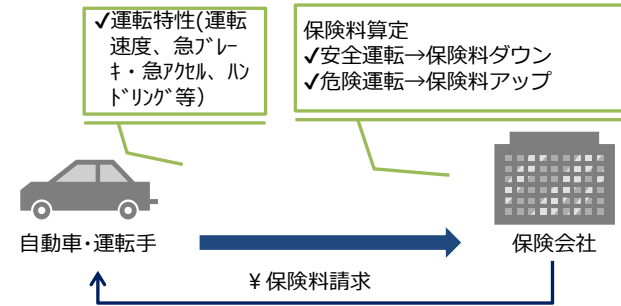 ✓運転特性(運転
速度、急ﾌﾞﾚｰ
ｷ・急ｱｸｾﾙ、ﾊﾝ
ﾄﾞﾘﾝｸﾞ等)
保険料算定
✓安全運転→保険料ダウン
✓危険運転→保険料アップ
自動車・運転手
保険会社
¥ 保険料請求